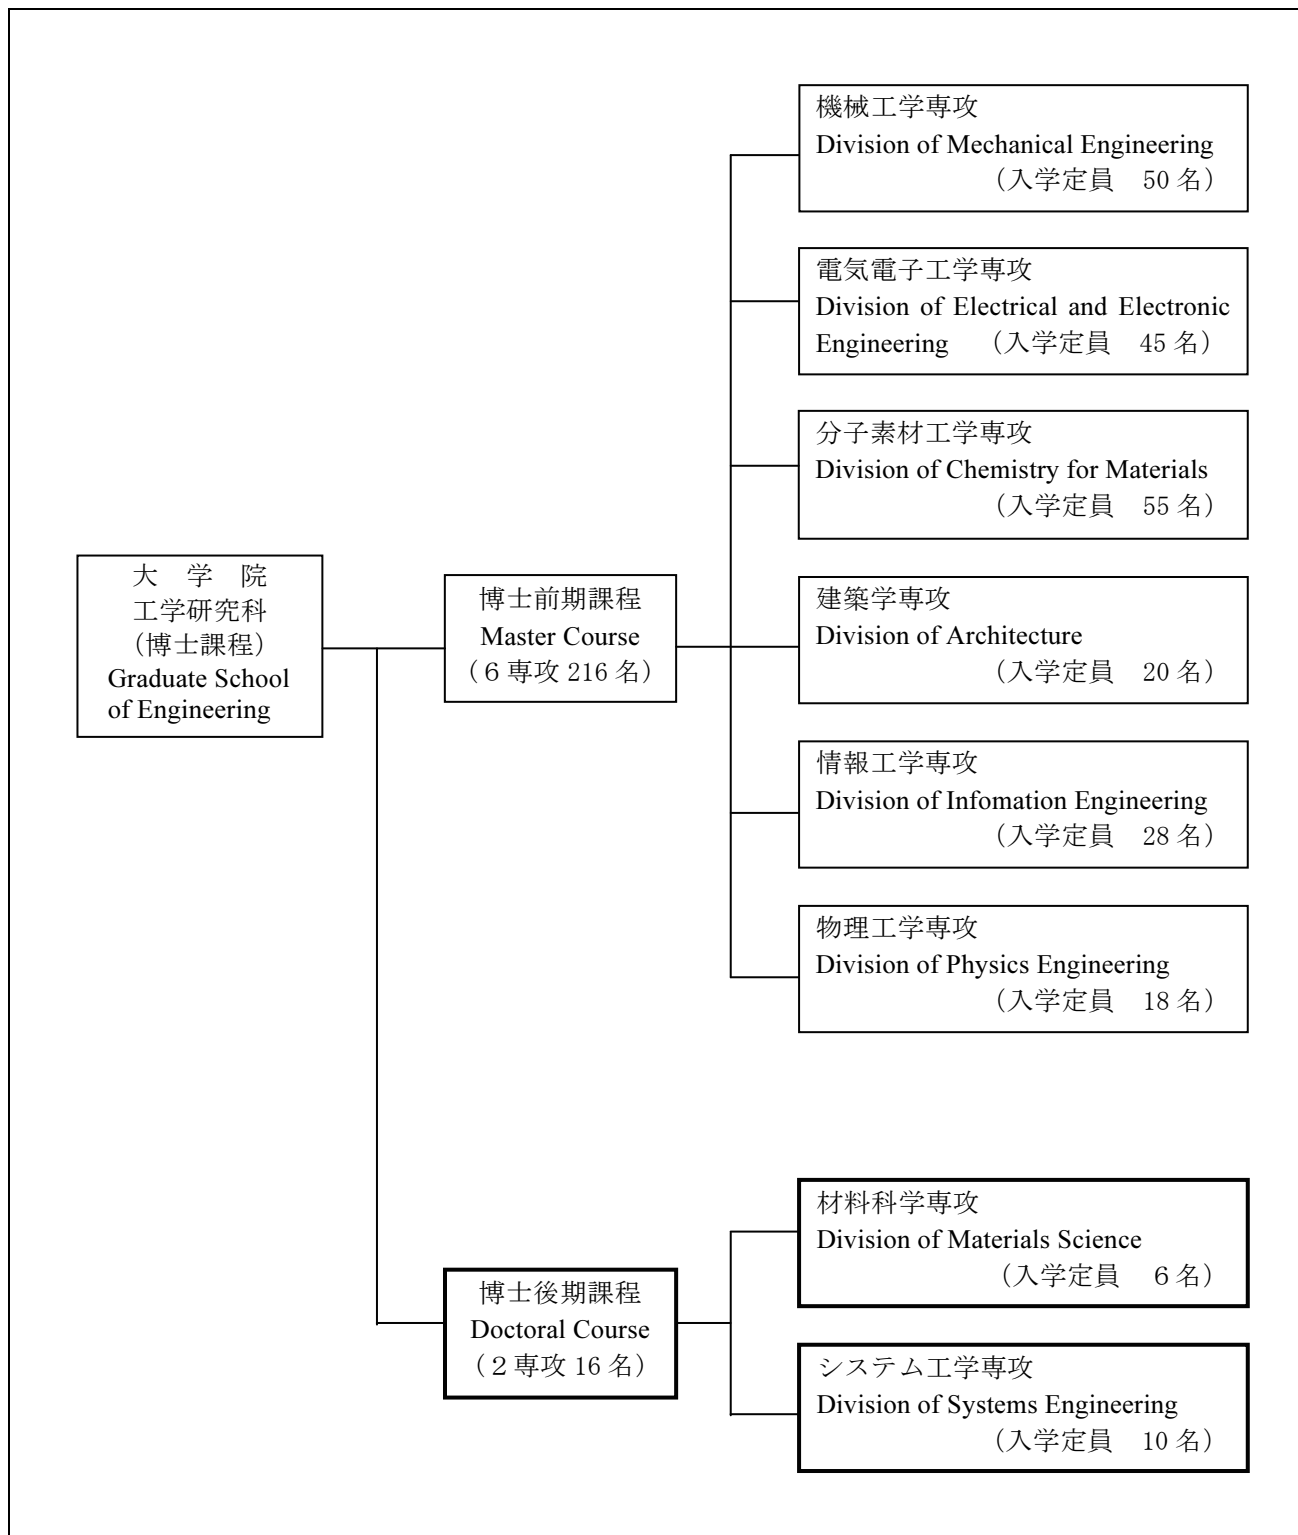 大 学 院
工学研究科
（博士課程）
Graduate School
of Engineering
博士前期課程
Master Course
（６専攻 216 名）
機械工学専攻
Division of Mechanical Engineering
（入学定員　50 名）
電気電子工学専攻
Division of Electrical and Electronic
Engineering　（入学定員　45 名）
分子素材工学専攻
Division of Chemistry for Materials
（入学定員　55 名）
建築学専攻
Division of Architecture
（入学定員　20 名）
情報工学専攻
Division of Infomation Engineering
（入学定員　28 名）
物理工学専攻
Division of Physics Engineering
（入学定員　18 名）
博士後期課程
Doctoral Course
（２専攻 16 名）
材料科学専攻
Division of Materials Science
（入学定員　６名）
システム工学専攻
Division of Systems Engineering
（入学定員　10 名）